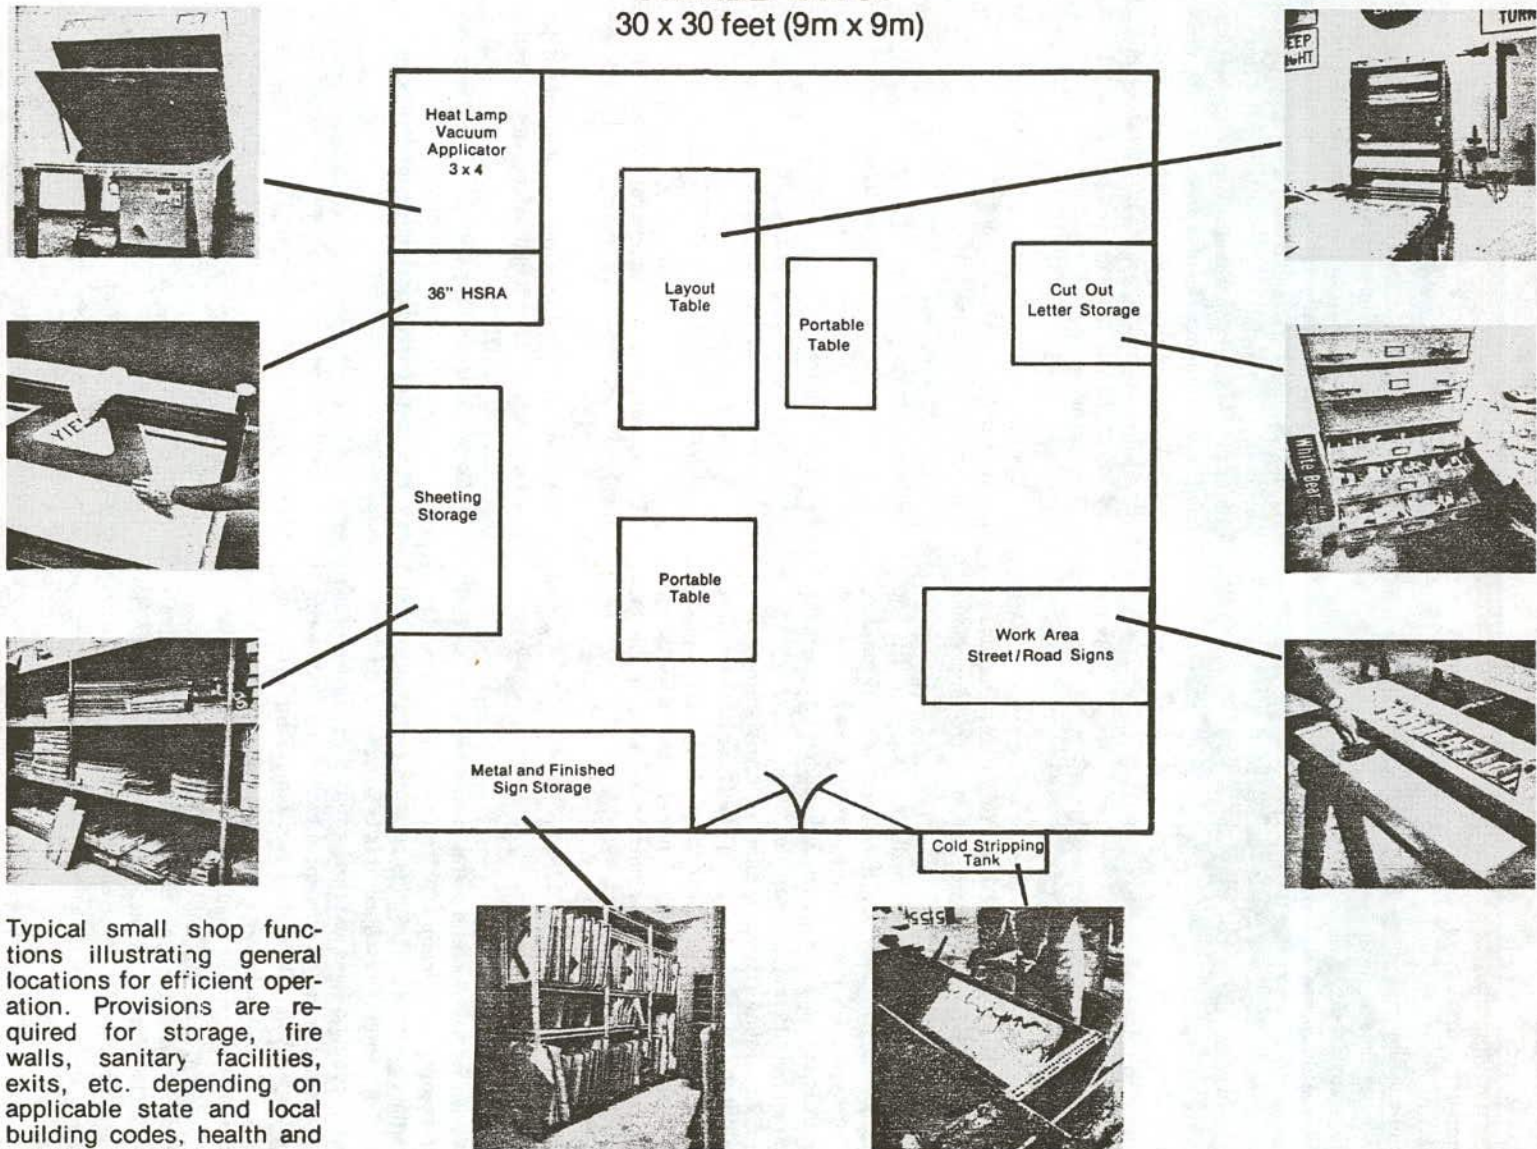 30 x 30 feet (9m x 9m)
Heat Lamp
Vacuum
Applicator
3 x 4
36" HSRA
Layout
Table
Portable
Table
Cut Out
Letter Storage
Sheeting
Storage
Portable
Table
Work Area
Street/Road Signs
Metal and Finished
Sign Storage
Cold Stripping
Tank
TURN
EEP
YIE
White Bear
Typical small shop func-
tions illustrating general
locations for efficient oper-
ation. Provisions are re-
quired for storage, fire
walls, sanitary facilities,
exits, etc. depending on
applicable state and local
building codes, health and